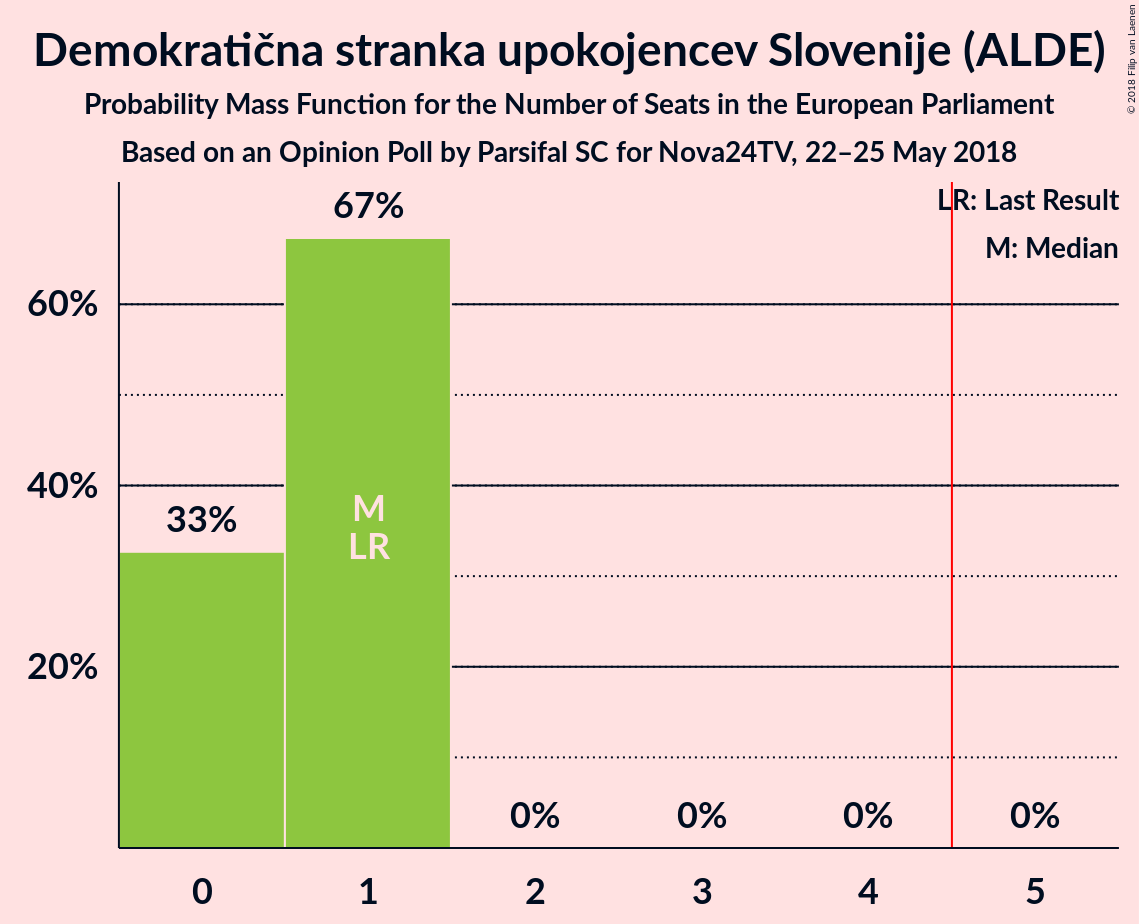 Demokratična stranka upokojencev Slovenije (ALDE)
Probability Mass Function for the Number of Seats in the European Parliament
Based on an Opinion Poll by Parsifal SC for Nova24TV, 22–25 May 2018
© 2018 Filip van Laenen
LR: Last Result
M: Median
67%
60%
40%
33%
M
LR
20%
0% 0% 0% 0%
0 1 2 3 4 5